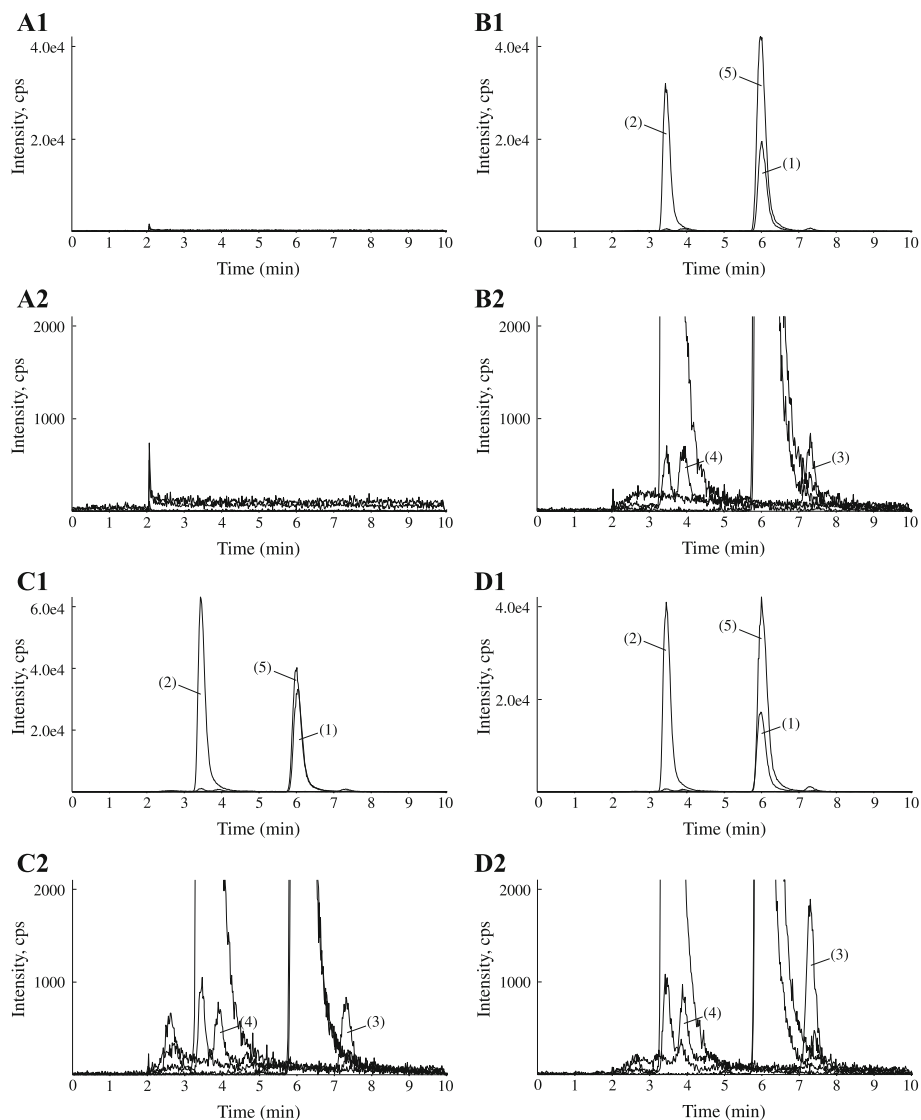 A1
Intensity, cps
4.0e4
2.0e4
0 1 2 3 4 5 6 7 8 9 10
Time (min)
B1
Intensity, cps
4.0e4
2.0e4
(2)
(5)
(1)
0 1 2 3 4 5 6 7 8 9 10
Time (min)
A2
Intensity, cps
2000
1000
0 1 2 3 4 5 6 7 8 9 10
Time (min)
B2
Intensity, cps
2000
1000
(4)
(3)
0 1 2 3 4 5 6 7 8 9 10
Time (min)
C1
Intensity, cps
6.0e4
4.0e4
2.0e4
(2)
(5)
(1)
0 1 2 3 4 5 6 7 8 9 10
Time (min)
D1
Intensity, cps
4.0e4
2.0e4
(2)
(5)
(1)
0 1 2 3 4 5 6 7 8 9 10
Time (min)
C2
Intensity, cps
2000
1000
(4)
(3)
0 1 2 3 4 5 6 7 8 9 10
Time (min)
D2
Intensity, cps
2000
1000
(4)
(3)
0 1 2 3 4 5 6 7 8 9 10
Time (min)